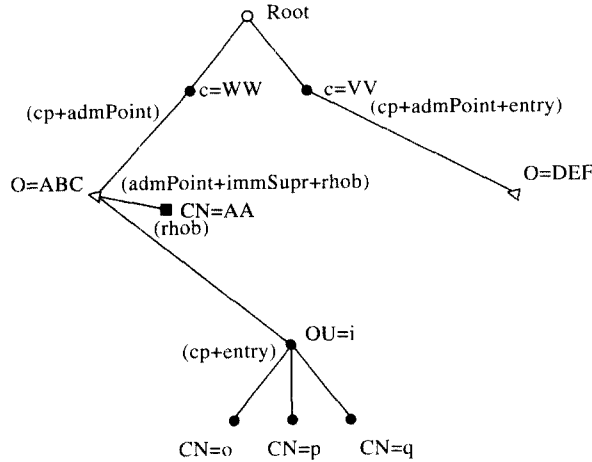 Root
c=WW
c=VV
(cp+admPoint)
(cp+admPoint+entry)
O=ABC
(admPoint+immSupr+rhob)
O=DEF
CN=AA
(rhob)
OU=i
(cp+entry)
CN=o
CN=p
CN=q